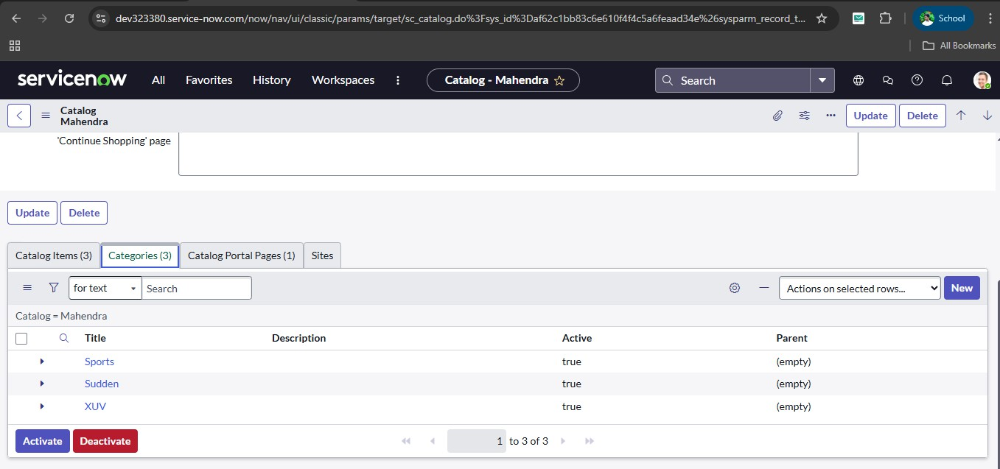 dev323380.service-now.com/now/nav/ui/classic/params/target/sc_catalog.do%3Fsys_id%3Daf62c1bb83c6e610f4f4c5a6feaad34e%26sysparm_record_t...
School
All Bookmarks
servicenow All Favorites History Workspaces Catalog - Mahendra Search
Catalog
Mahendra
Update Delete
'Continue Shopping' page
Update Delete
Catalog Items (3) Categories (3) Catalog Portal Pages (1) Sites
for text Search Actions on selected rows... New
Catalog = Mahendra
Title Description Active Parent
Sports true (empty)
Sudden true (empty)
XUV true (empty)
Activate Deactivate 1 to 3 of 3